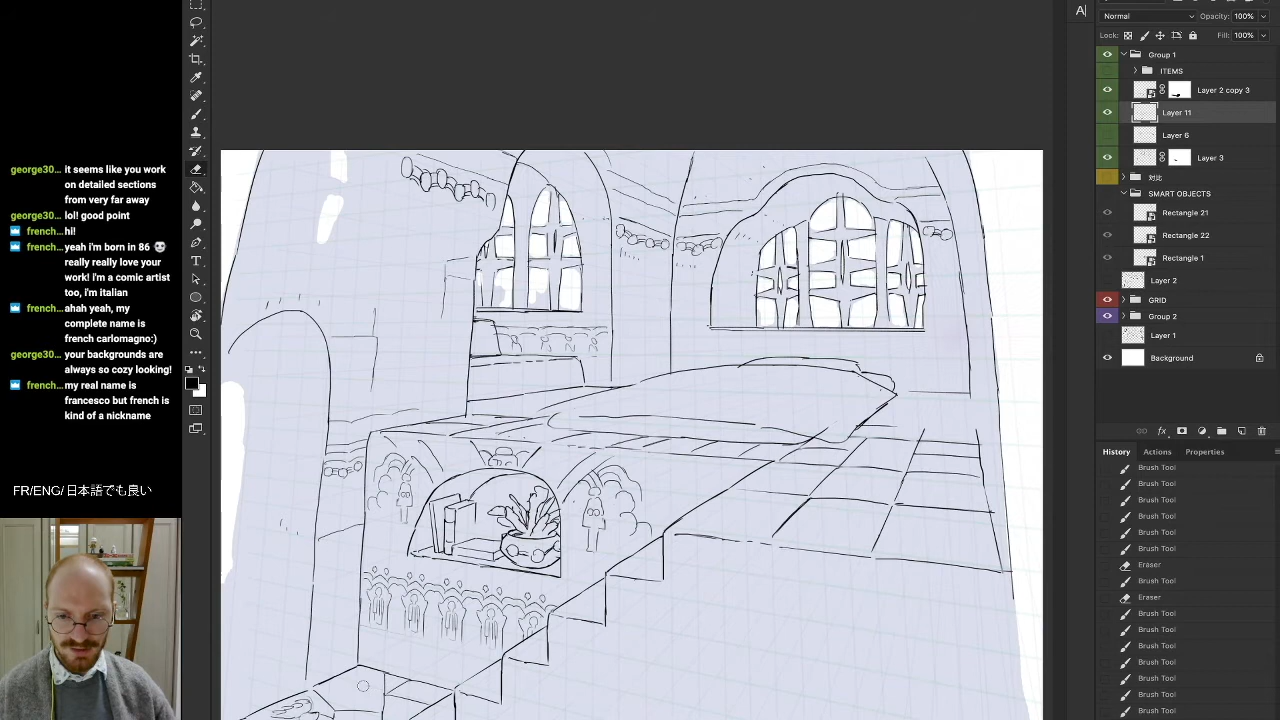 A
Normal
Opacity: 100%
Lock:
Fill: 100%
Group 1
ITEMS
Layer 2 copy 3
Layer 11
Layer 6
Layer 3
对比
SMART OBJECTS
Rectangle 21
Rectangle 22
Rectangle 1
Layer 2
GRID
Group 2
Layer 1
Background
fx
History Actions Properties
Brush Tool
Brush Tool
Brush Tool
Brush Tool
Brush Tool
Brush Tool
Eraser
Brush Tool
Eraser
Brush Tool
Brush Tool
Brush Tool
Brush Tool
Brush Tool
Brush Tool
Brush Tool
george30... it seems like you work
on detailed sections
from very far away
george30... lol! good point
french... hi!
french... yeah i'm born in 86
really really love your
work! i'm a comic artist
too, i'm italian
french... ahah yeah, my
complete name is
french carlomagno:)
george30... your backgrounds are
always so cozy looking!
french... my real name is
francesco but french is
kind of a nickname
FR/ENG/日本語でも良い